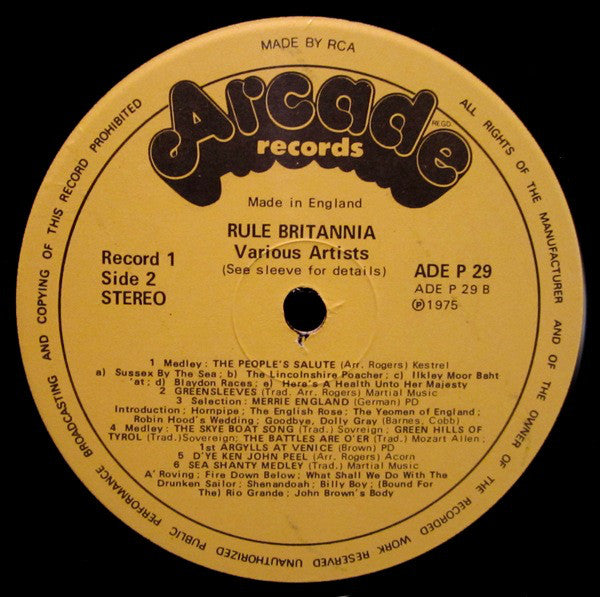 MADE BY RCA
ALL RIGHTS OF THE MANUFACTURER AND OF THE OWNER OF THE RECORDED WORK RESERVED UNAUTHORIZED PUBLIC PERFORMANCE BROADCASTING AND COPYING OF THIS RECORD PROHIBITED
Arcade
REGD.
records
Made in England
RULE BRITANNIA
Various Artists
(See sleeve for details)
Record 1
Side 2
STEREO
ADE P 29
ADE P 29 B
Ⓟ1975
1 Medley: THE PEOPLE'S SALUTE (Arr. Rogers) Kestrel
a) Sussex By The Sea; b) The Lincolnshire Poacher; c) Ilkley Moor Baht
'at; d) Blaydon Races; e) Here's A Health Unto Her Majesty
2 GREENSLEEVES (Trad. Arr. Rogers) Martial Music
3 Selection: MERRIE ENGLAND (German) PD
Introduction; Hornpipe; The English Rose; The Yeomen of England;
Robin Hood's Wedding; Goodbye, Dolly Gray (Barnes, Cobb)
4 Medley: THE SKYE BOAT SONG (Trad.) Sovreign; GREEN HILLS OF
TYROL (Trad.)Sovereign; THE BATTLES ARE O'ER (Trad.) Mozart Allen;
1st ARGYLLS AT VENICE (Brown) PD
5 D'YE KEN JOHN PEEL (Arr. Rogers) Acorn
6 SEA SHANTY MEDLEY (Trad.) Martial Music
A' Roving; Fire Down Below; What Shall We Do With The
Drunken Sailor; Shenandoah; Billy Boy; (Bound For
The) Rio Grande; John Brown's Body